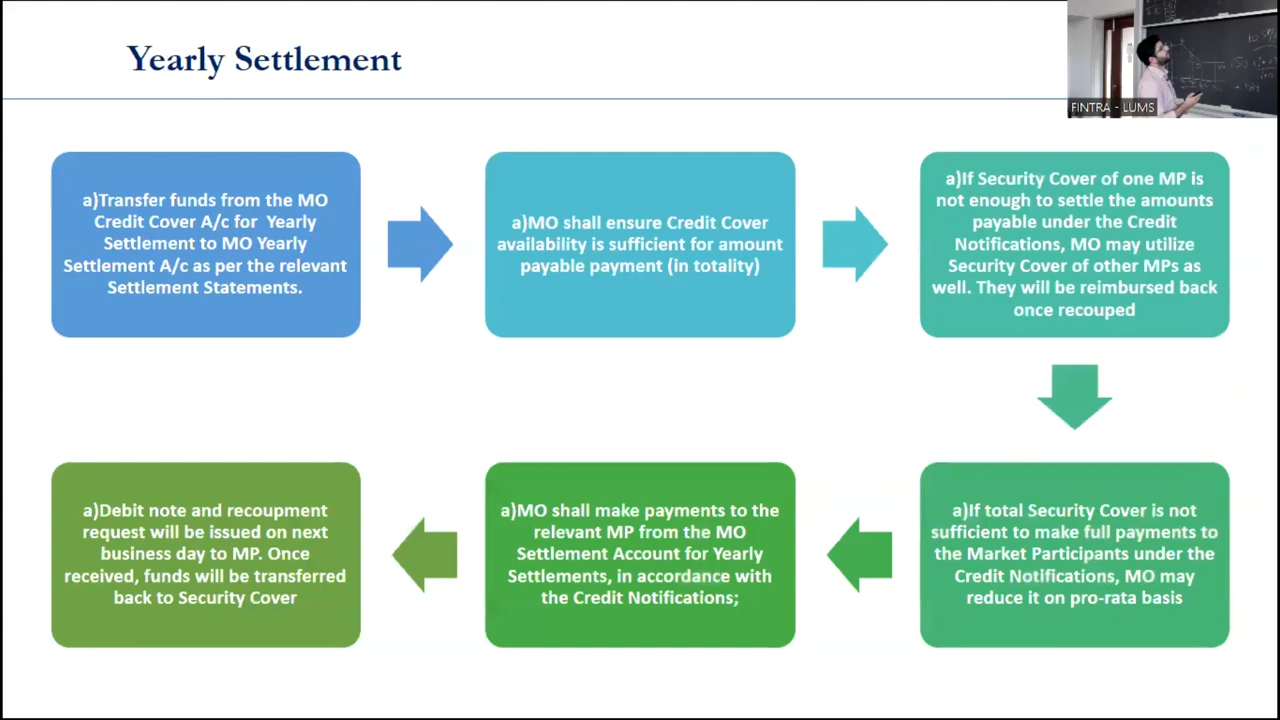 Yearly Settlement
FINTRA - LUMS
a)Transfer funds from the MO
Credit Cover A/c for Yearly
Settlement to MO Yearly
Settlement A/c as per the relevant
Settlement Statements.
a)MO shall ensure Credit Cover
availability is sufficient for amount
payable payment (in totality)
a)If Security Cover of one MP is
not enough to settle the amounts
payable under the Credit
Notifications, MO may utilize
Security Cover of other MPs as
well. They will be reimbursed back
once recouped
a)If total Security Cover is not
sufficient to make full payments to
the Market Participants under the
Credit Notifications, MO may
reduce it on pro-rata basis
a)MO shall make payments to the
relevant MP from the MO
Settlement Account for Yearly
Settlements, in accordance with
the Credit Notifications;
a)Debit note and recoupment
request will be issued on next
business day to MP. Once
received, funds will be transferred
back to Security Cover